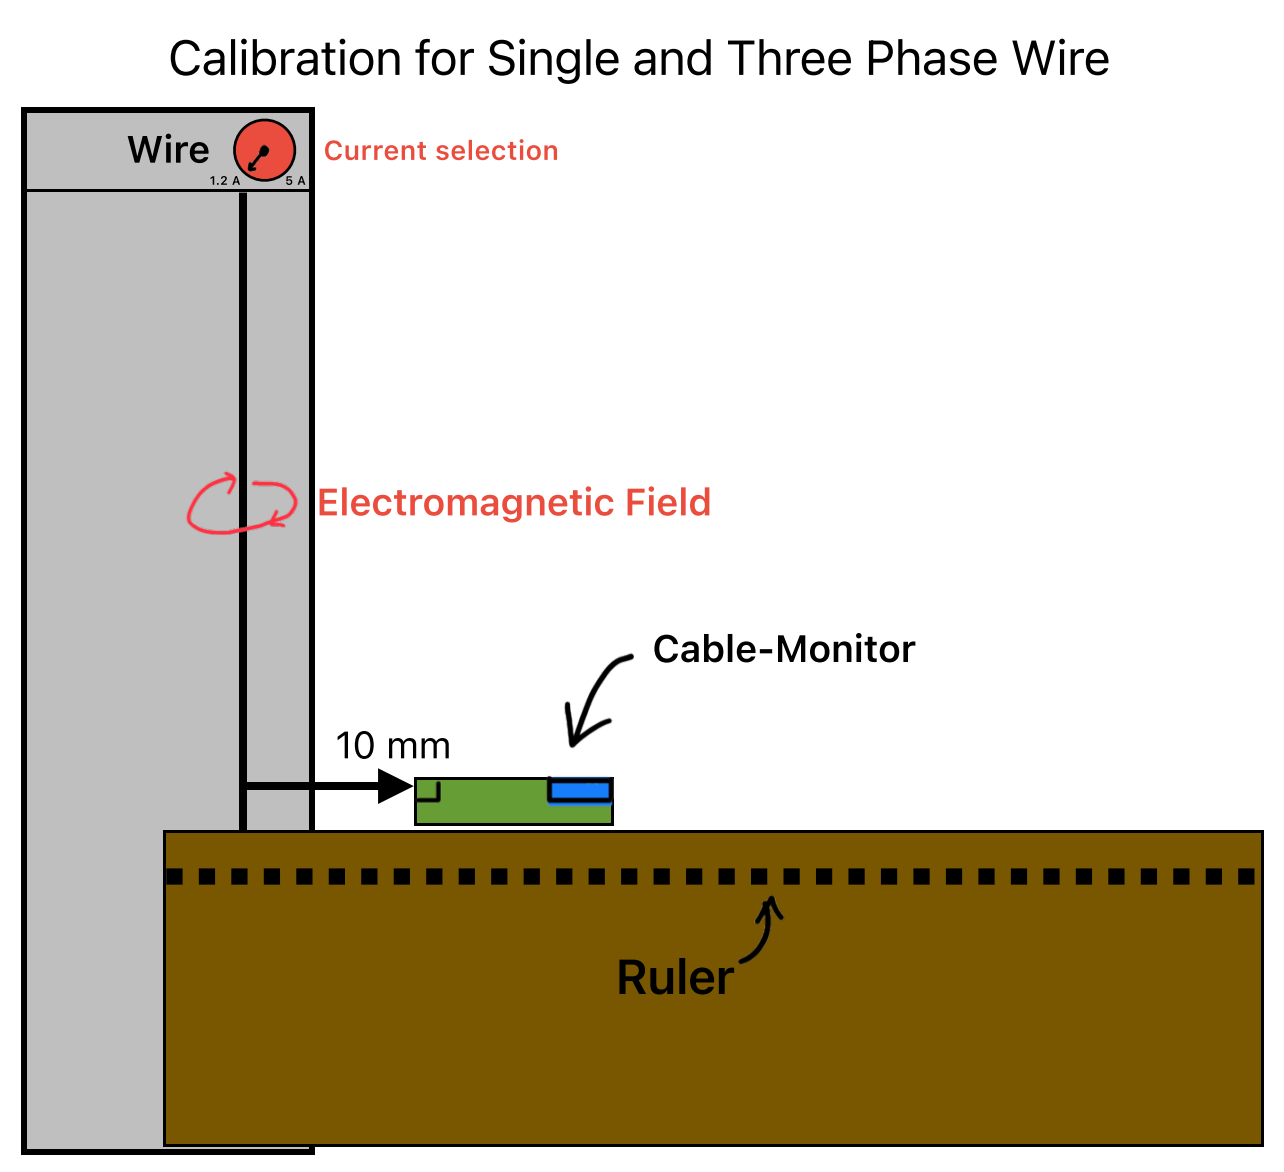 Calibration for Single and Three Phase Wire
Wire
Current selection
1.2 A
5 A
Electromagnetic Field
Cable-Monitor
10 mm
Ruler